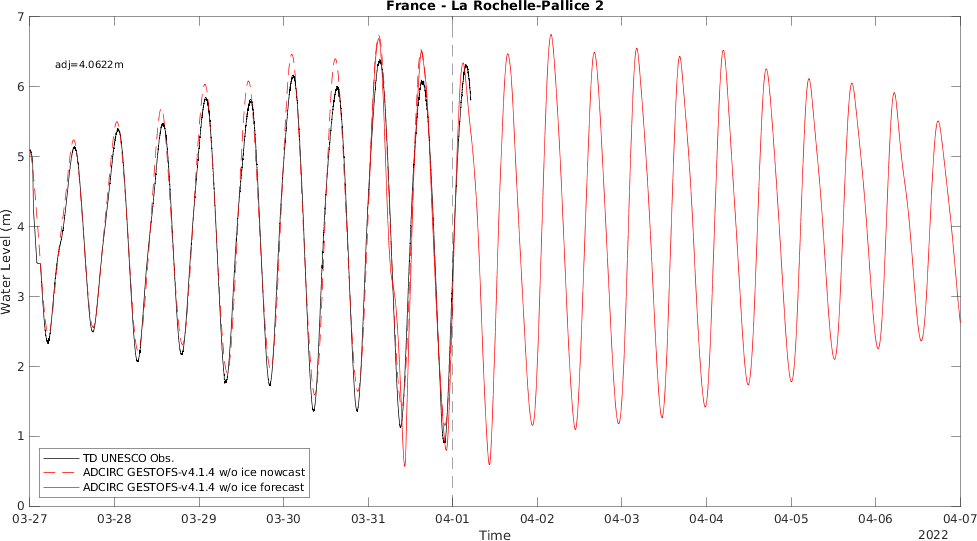 France - La Rochelle-Pallice 2
7
adj=4.0622m
6
5
4
3
2
1
0
Water Level (m)
TD UNESCO Obs.
ADCIRC GESTOFS-v4.1.4 w/o ice nowcast
ADCIRC GESTOFS-v4.1.4 w/o ice forecast
03-27 03-28 03-29 03-30 03-31 04-01 04-02 04-03 04-04 04-05 04-06 04-07
Time
2022